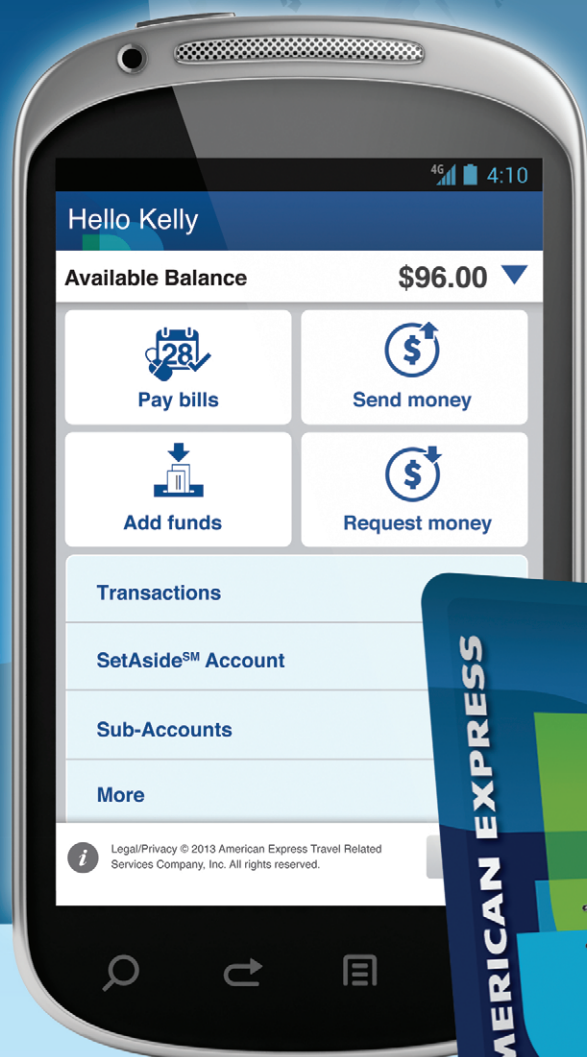 4G 4:10
Hello Kelly
Available Balance $96.00
28
Pay bills
Send money
Add funds
Request money
Transactions
SetAside℠ Account
Sub-Accounts
More
i Legal/Privacy © 2013 American Express Travel Related
Services Company, Inc. All rights reserved.
MERICAN EXPRESS